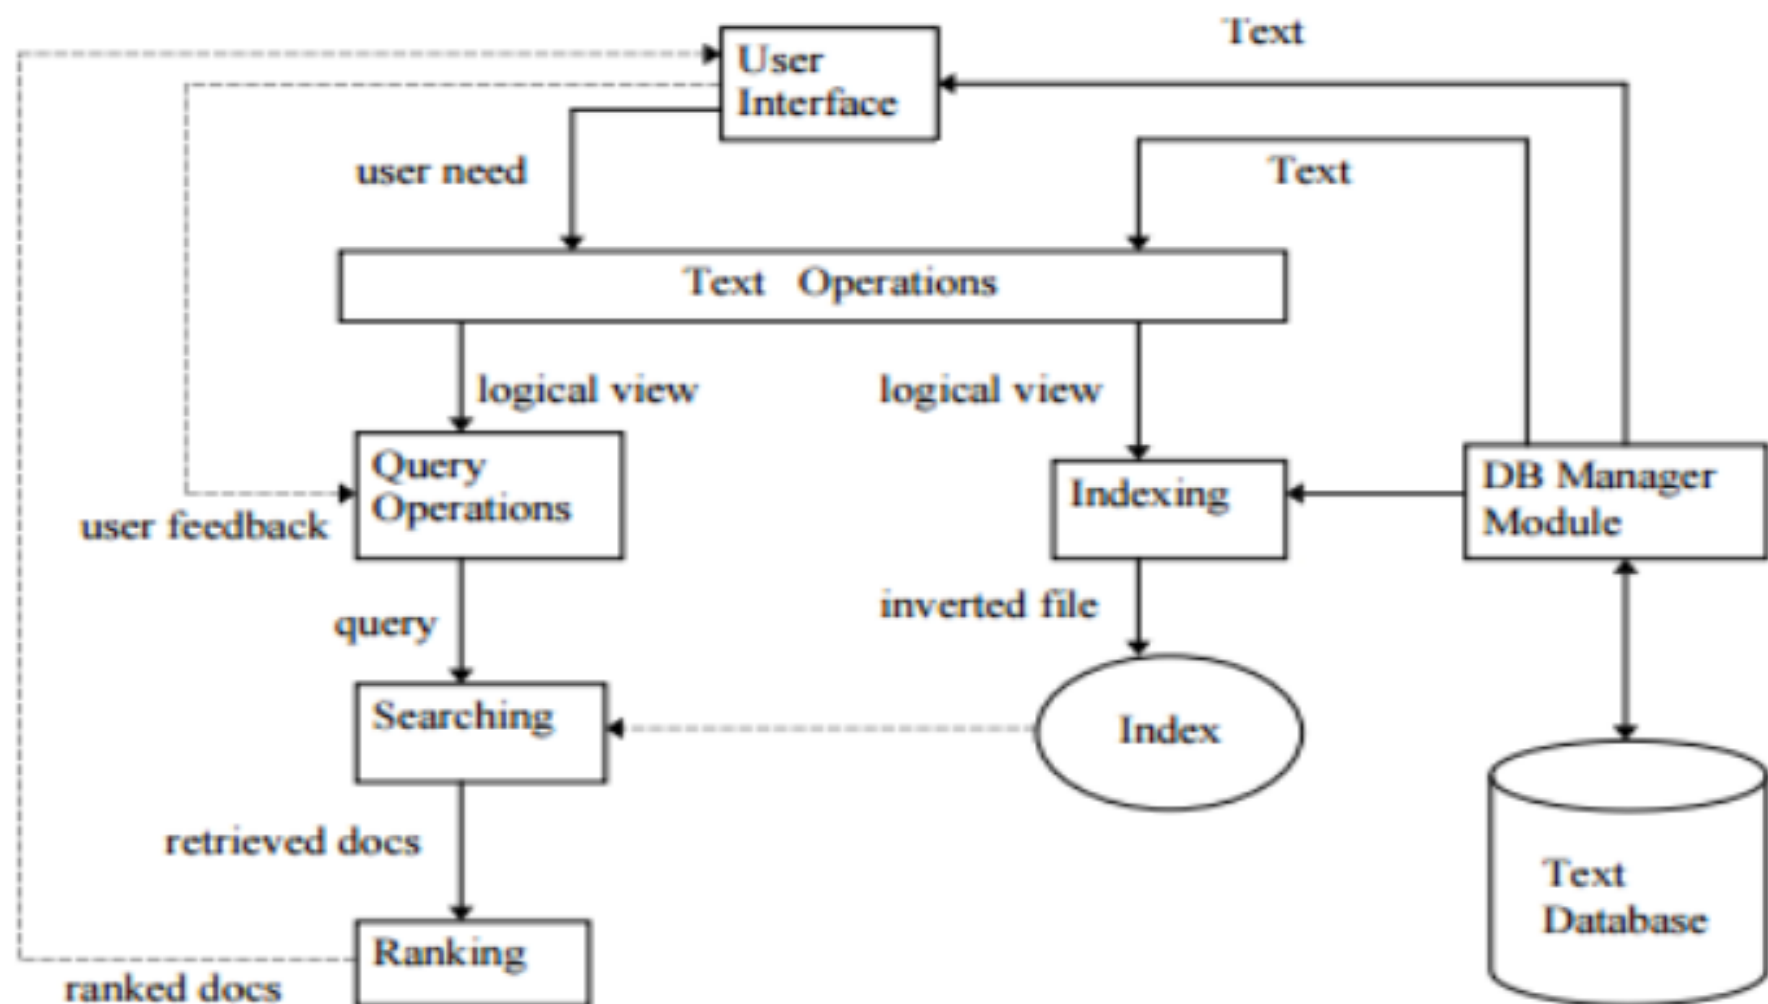 Text
User
Interface
user need
Text
Text Operations
logical view
logical view
Query
Operations
Indexing
DB Manager
Module
user feedback
inverted file
query
Searching
Index
retrieved docs
Text
Database
Ranking
ranked docs